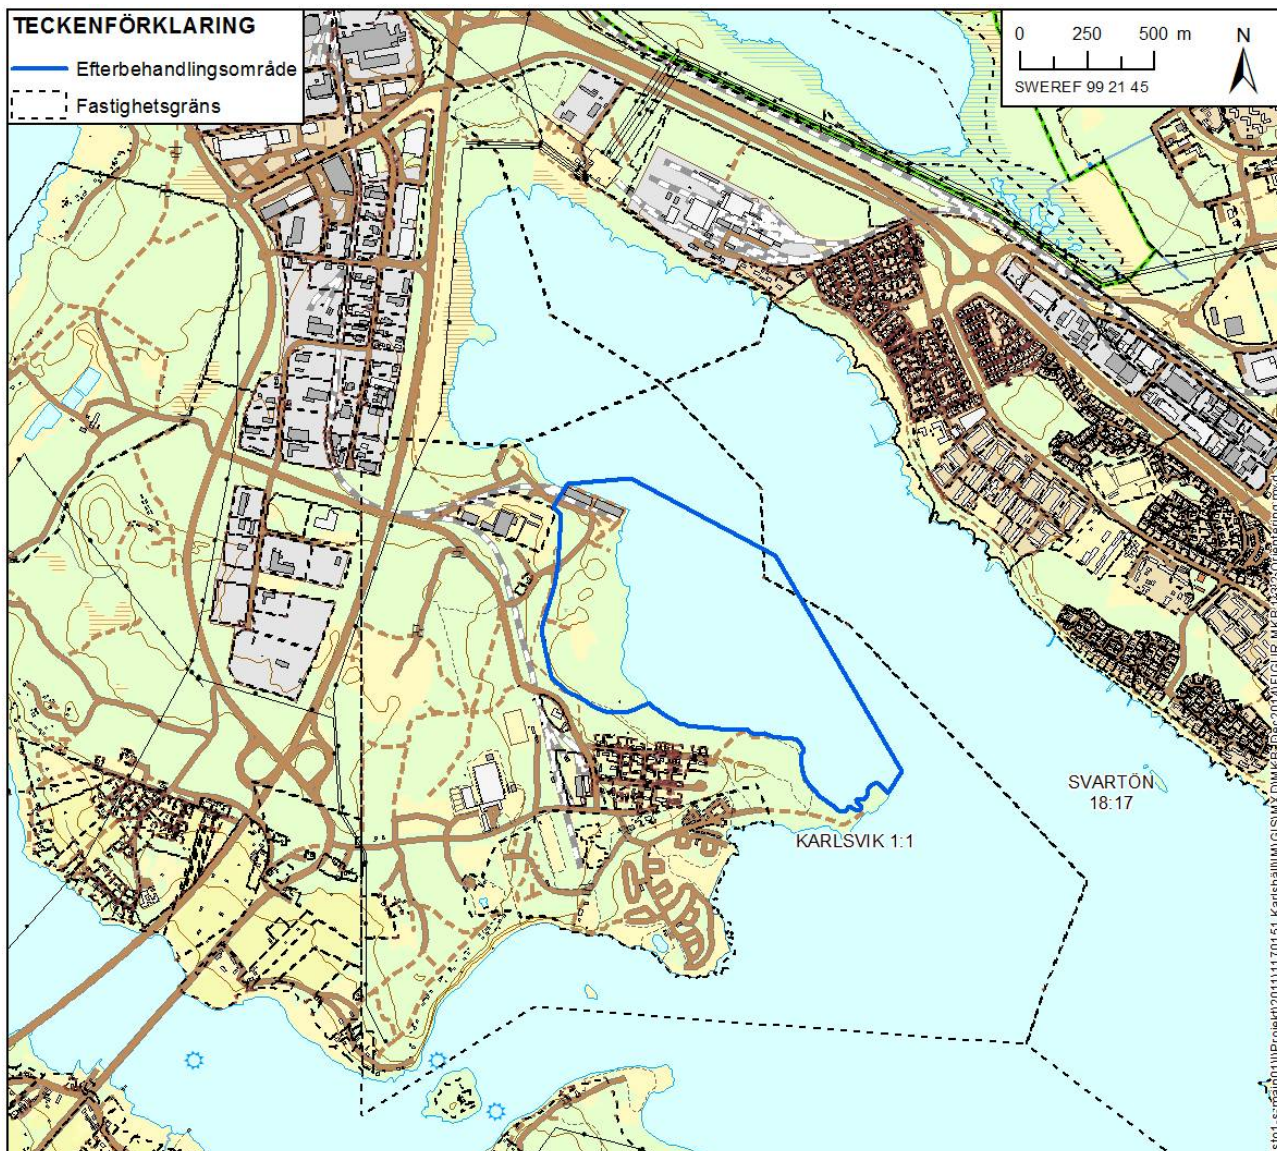 TECKENFÖRKLARING
Efterbehandlingsområde
Fastighetsgräns
0 250 500 m
SWEREF 99 21 45
N
SVARTÖN
18:17
KARLSVIK 1:1